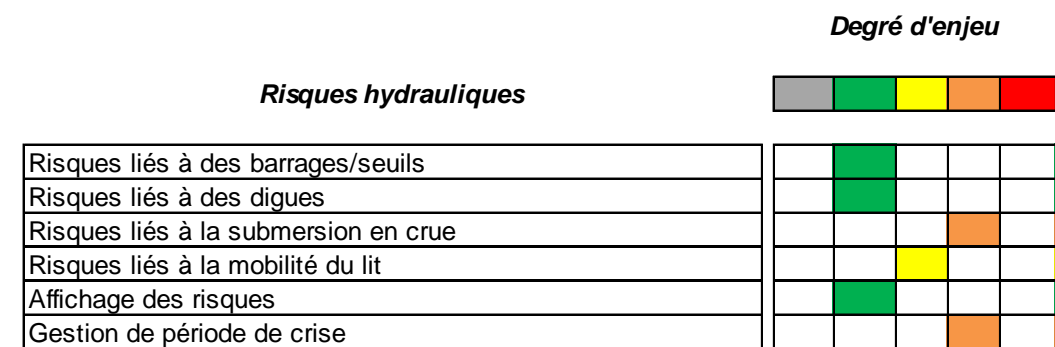 Degré d'enjeu
Risques hydrauliques
Risques liés à des barrages/seuils
Risques liés à des digues
Risques liés à la submersion en crue
Risques liés à la mobilité du lit
Affichage des risques
Gestion de période de crise